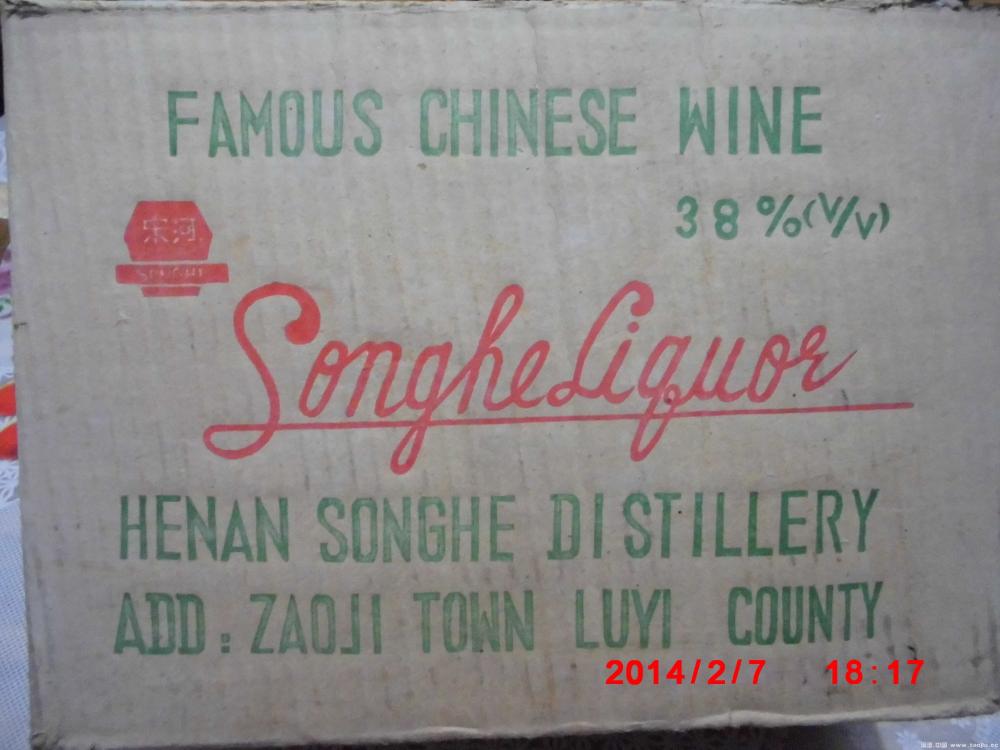 FAMOUS CHINESE WINE
38%(V/V)
宋河
SONGHE
Songhe Liquor
HENAN SONGHE DISTILLERY
ADD: ZAOJI TOWN LUYI COUNTY
2014/2/7 18:17